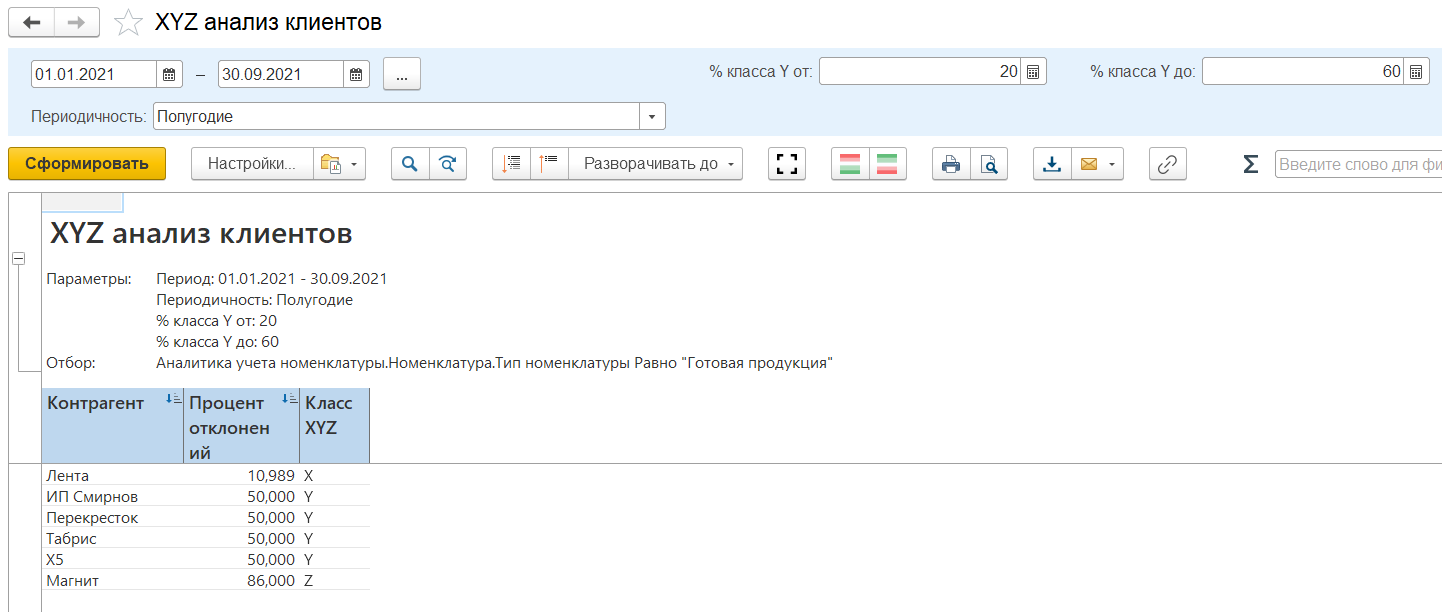 XYZ анализ клиентов
01.01.2021 – 30.09.2021 ... % класса Y от: 20 % класса Y до: 60
Периодичность: Полугодие
Сформировать Настройки... Разворачивать до Σ Введите слово для фи
XYZ анализ клиентов
Параметры: Период: 01.01.2021 - 30.09.2021
Периодичность: Полугодие
% класса Y от: 20
% класса Y до: 60
Отбор: Аналитика учета номенклатуры.Номенклатура.Тип номенклатуры Равно "Готовая продукция"
Контрагент Процент Класс
отклонен XYZ
ий
Лента 10,989 X
ИП Смирнов 50,000 Y
Перекресток 50,000 Y
Табрис 50,000 Y
Х5 50,000 Y
Магнит 86,000 Z